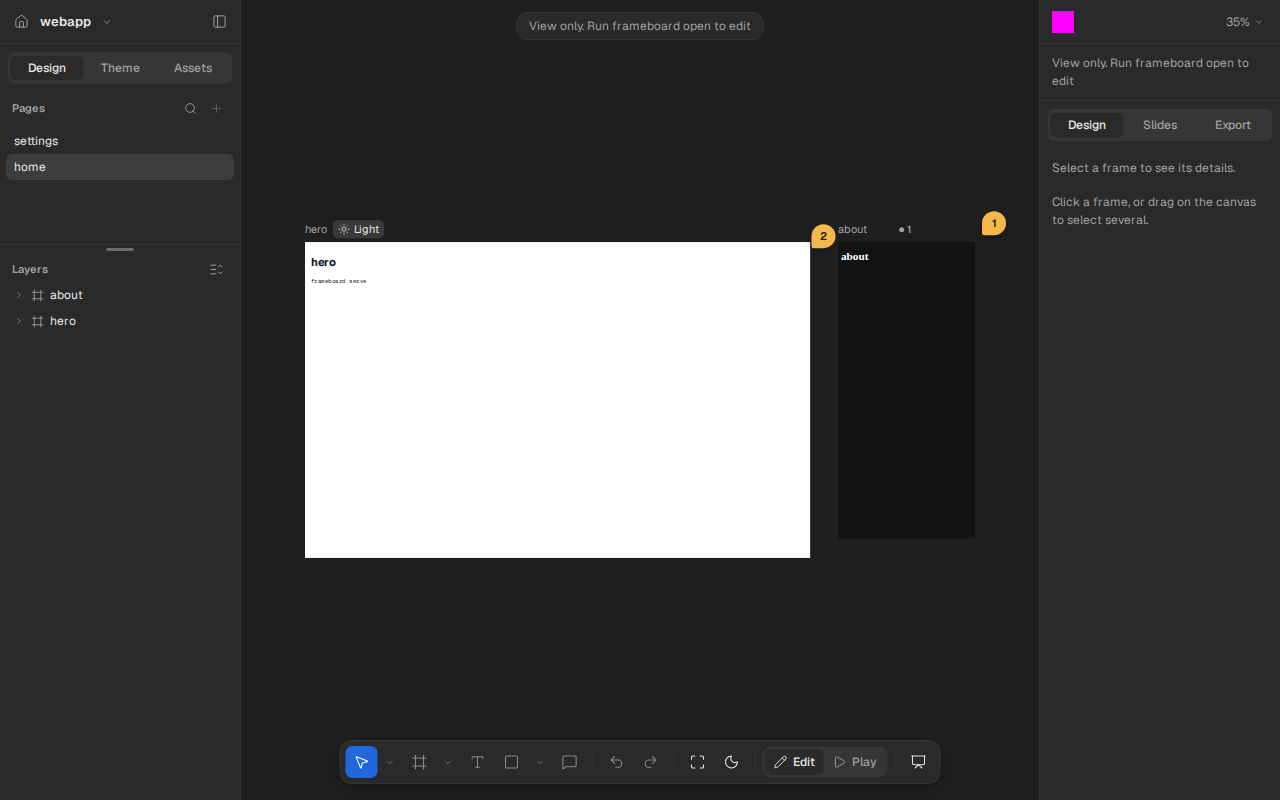 webapp
View only. Run frameboard open to edit
35%
Design Theme Assets
View only. Run frameboard open to
edit
Pages
Design Slides Export
settings
home
Select a frame to see its details.
Click a frame, or drag on the canvas
to select several.
hero Light
2
about 1
1
hero
about
frameboard serve
Layers
about
hero
Edit Play